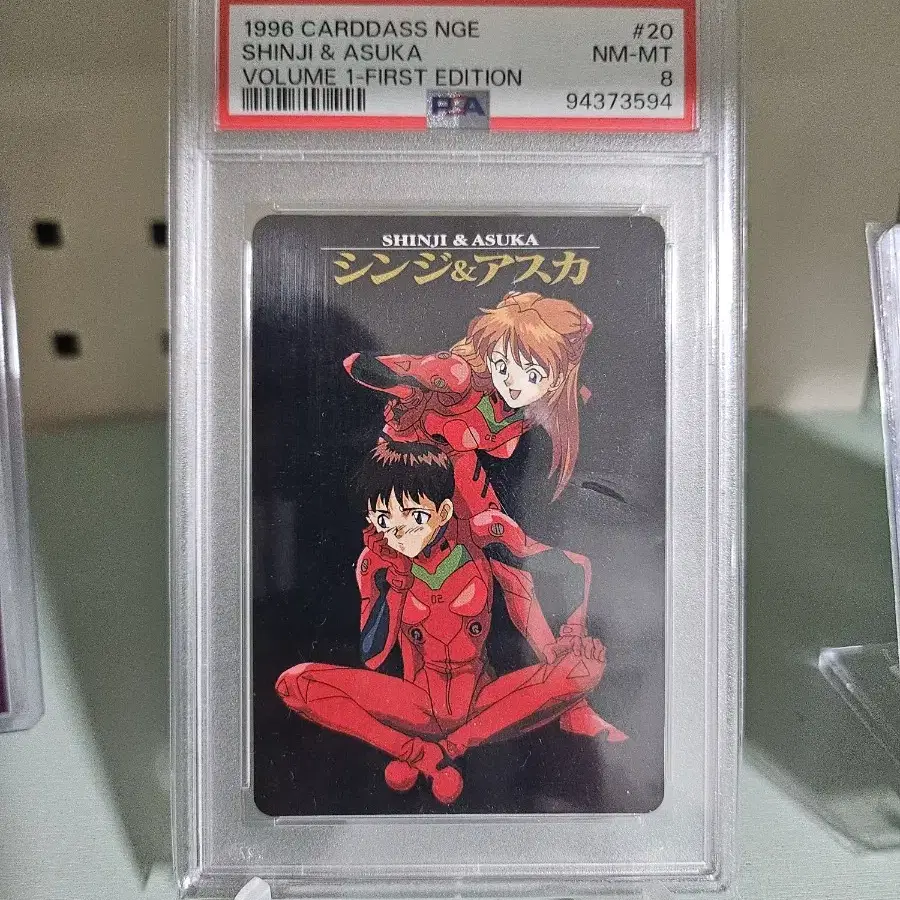 1996 CARDDASS NGE #20
SHINJI & ASUKA NM-MT
VOLUME 1-FIRST EDITION 8
PSA 94373594
SHINJI & ASUKA
シンジ&アスカ
02
02